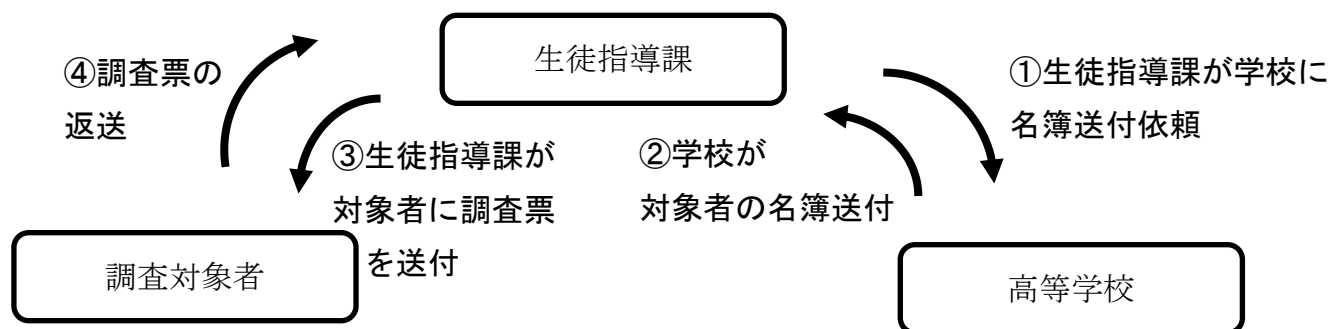 生徒指導課
④調査票の
返送
①生徒指導課が学校に
名簿送付依頼
③生徒指導課が
対象者に調査票
を送付
②学校が
対象者の名簿送付
調査対象者
高等学校